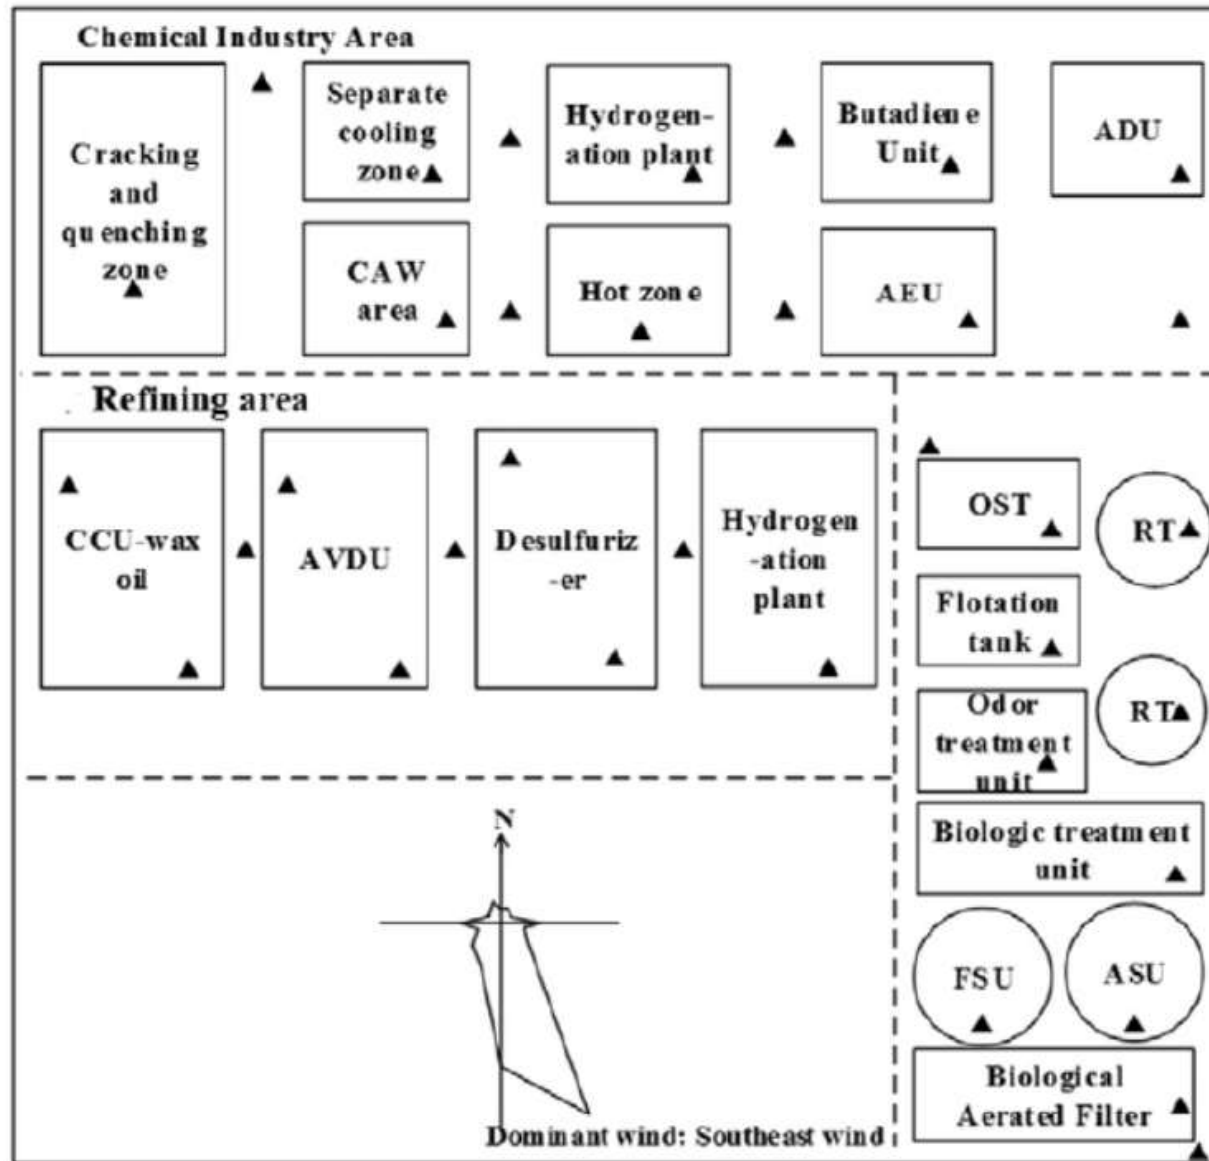 Chemical Industry Area
Cracking
and
quenching
zone
Separate
cooling
zone
Hydrogen-
ation plant
Butadiene
Unit
ADU
CAW
area
Hot zone
AEU
Refining area
CCU-wax
oil
AVDU
Desulfuriz
-er
Hydrogen
-ation
plant
OST
RT
Flotation
tank
RT
Odor
treatment
unit
Biologic treatment
unit
FSU
ASU
Biological
Aerated Filter
N
Dominant wind: Southeast wind